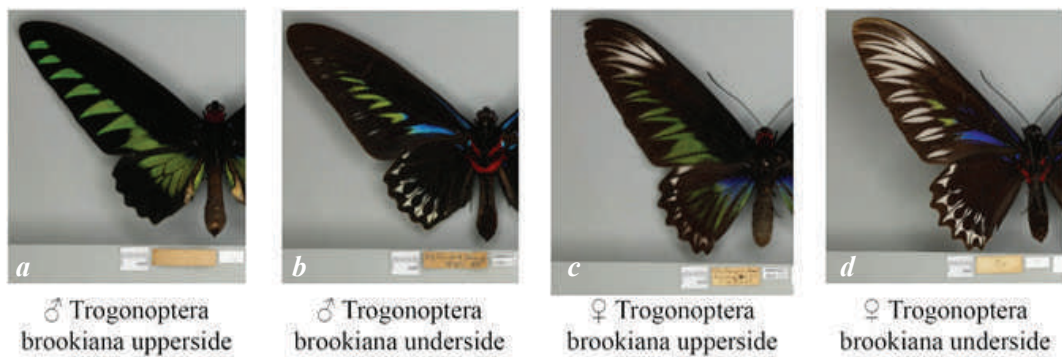 a
b
c
d
♂ Trogonoptera
brookiana upperside
♂ Trogonoptera
brookiana underside
♀ Trogonoptera
brookiana upperside
♀ Trogonoptera
brookiana underside